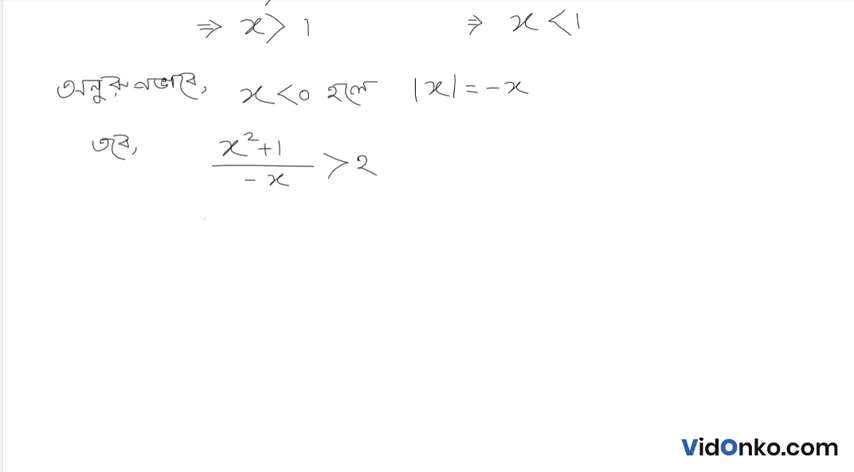 ⇒ x > 1 ⇒ x < 1
অনুরূপভাবে, x < 0 হলে |x| = -x
তবে, (x²+1)/(-x) > 2
VidOnko.com